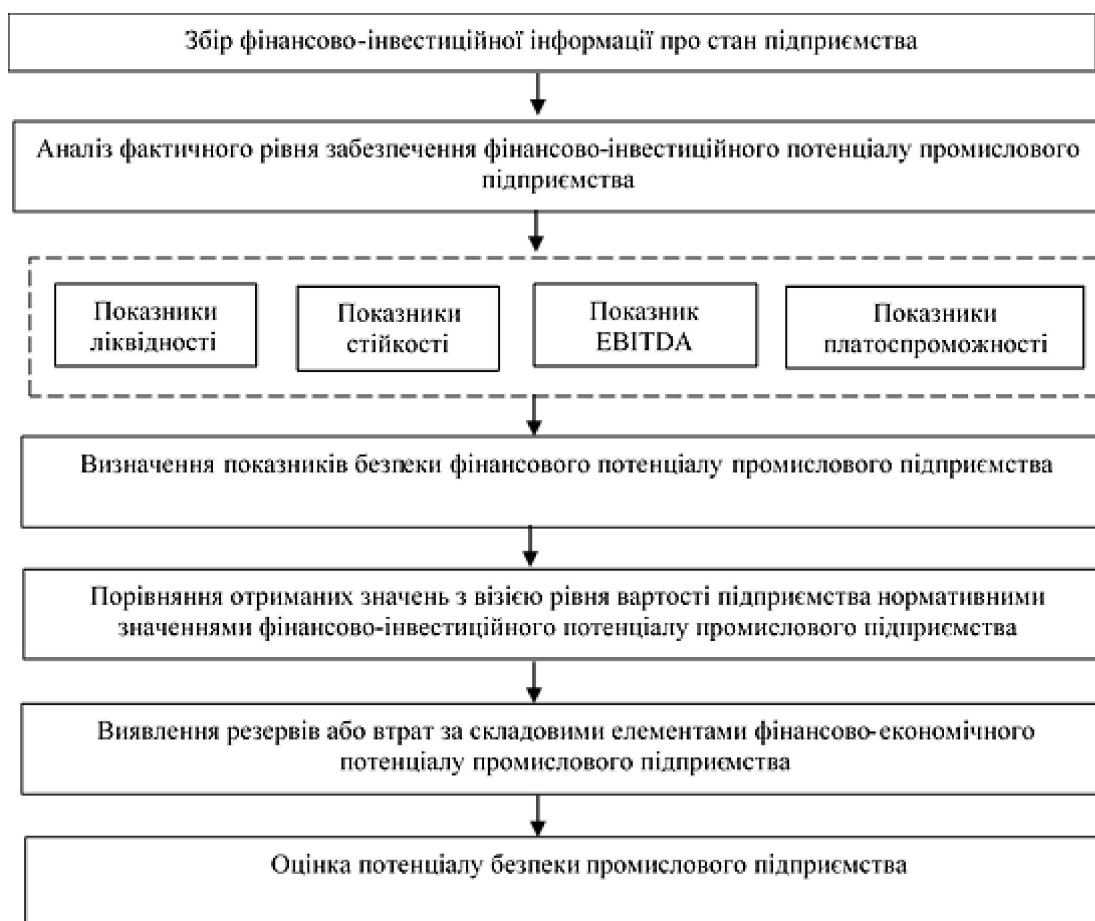 Збір фінансово-інвестиційної інформації про стан підприємства
Аналіз фактичного рівня забезпечення фінансово-інвестиційного потенціалу промислового
підприємства
Показники
ліквідності
Показники
стійкості
Показник
EBITDA
Показники
платоспроможності
Визначення показників безпеки фінансового потенціалу промислового підприємства
Порівняння отриманих значень з візією рівня вартості підприємства нормативними
значеннями фінансово-інвестиційного потенціалу промислового підприємства
Виявлення резервів або втрат за складовими елементами фінансово-економічного
потенціалу промислового підприємства
Оцінка потенціалу безпеки промислового підприємства